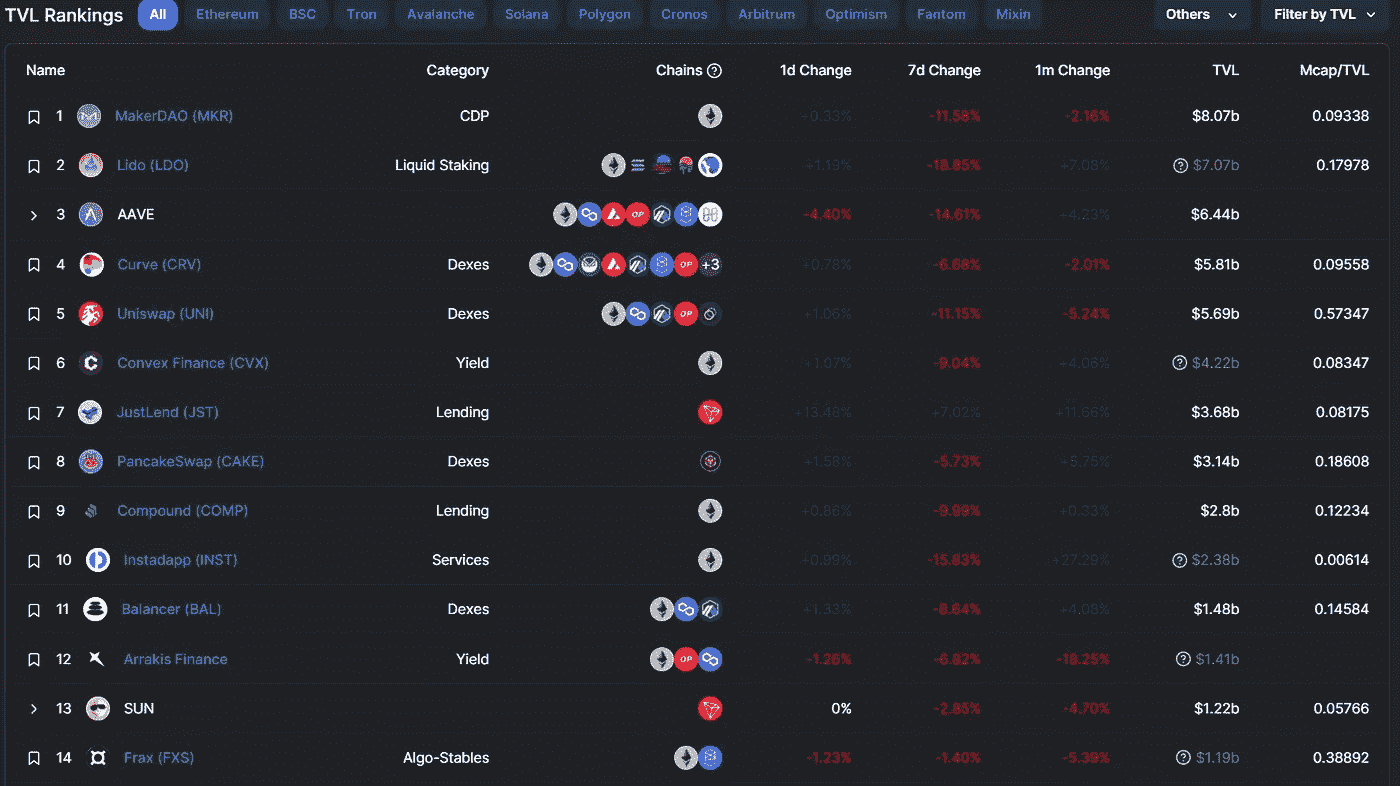 TVL Rankings All Ethereum BSC Tron Avalanche Solana Polygon Cronos Arbitrum Optimism Fantom Mixin Others Filter by TVL
Name Category Chains ? 1d Change 7d Change 1m Change TVL Mcap/TVL
1 MakerDAO (MKR) CDP +0.33% -11.58% -2.16% $8.07b 0.09338
2 Lido (LDO) Liquid Staking +1.19% -18.85% +7.08% ? $7.07b 0.17978
3 AAVE OP -4.40% -14.61% +4.23% $6.44b
4 Curve (CRV) Dexes OP +3 +0.78% -6.68% -2.01% $5.81b 0.09558
5 Uniswap (UNI) Dexes OP +1.06% -11.15% -5.24% $5.69b 0.57347
6 Convex Finance (CVX) Yield +1.07% -9.04% +4.06% ? $4.22b 0.08347
7 JustLend (JST) Lending +13.48% +7.02% +11.66% $3.68b 0.08175
8 PancakeSwap (CAKE) Dexes +1.58% -5.73% +5.75% $3.14b 0.18608
9 Compound (COMP) Lending +0.86% -9.99% +0.33% $2.8b 0.12234
10 Instadapp (INST) Services +0.99% -15.83% +27.29% ? $2.38b 0.00614
11 Balancer (BAL) Dexes +1.33% -8.64% +4.08% $1.48b 0.14584
12 Arrakis Finance Yield OP -1.26% -6.82% -18.25% ? $1.41b
13 SUN 0% -2.85% -4.70% $1.22b 0.05766
14 Frax (FXS) Algo-Stables -1.23% -1.40% -5.39% ? $1.19b 0.38892